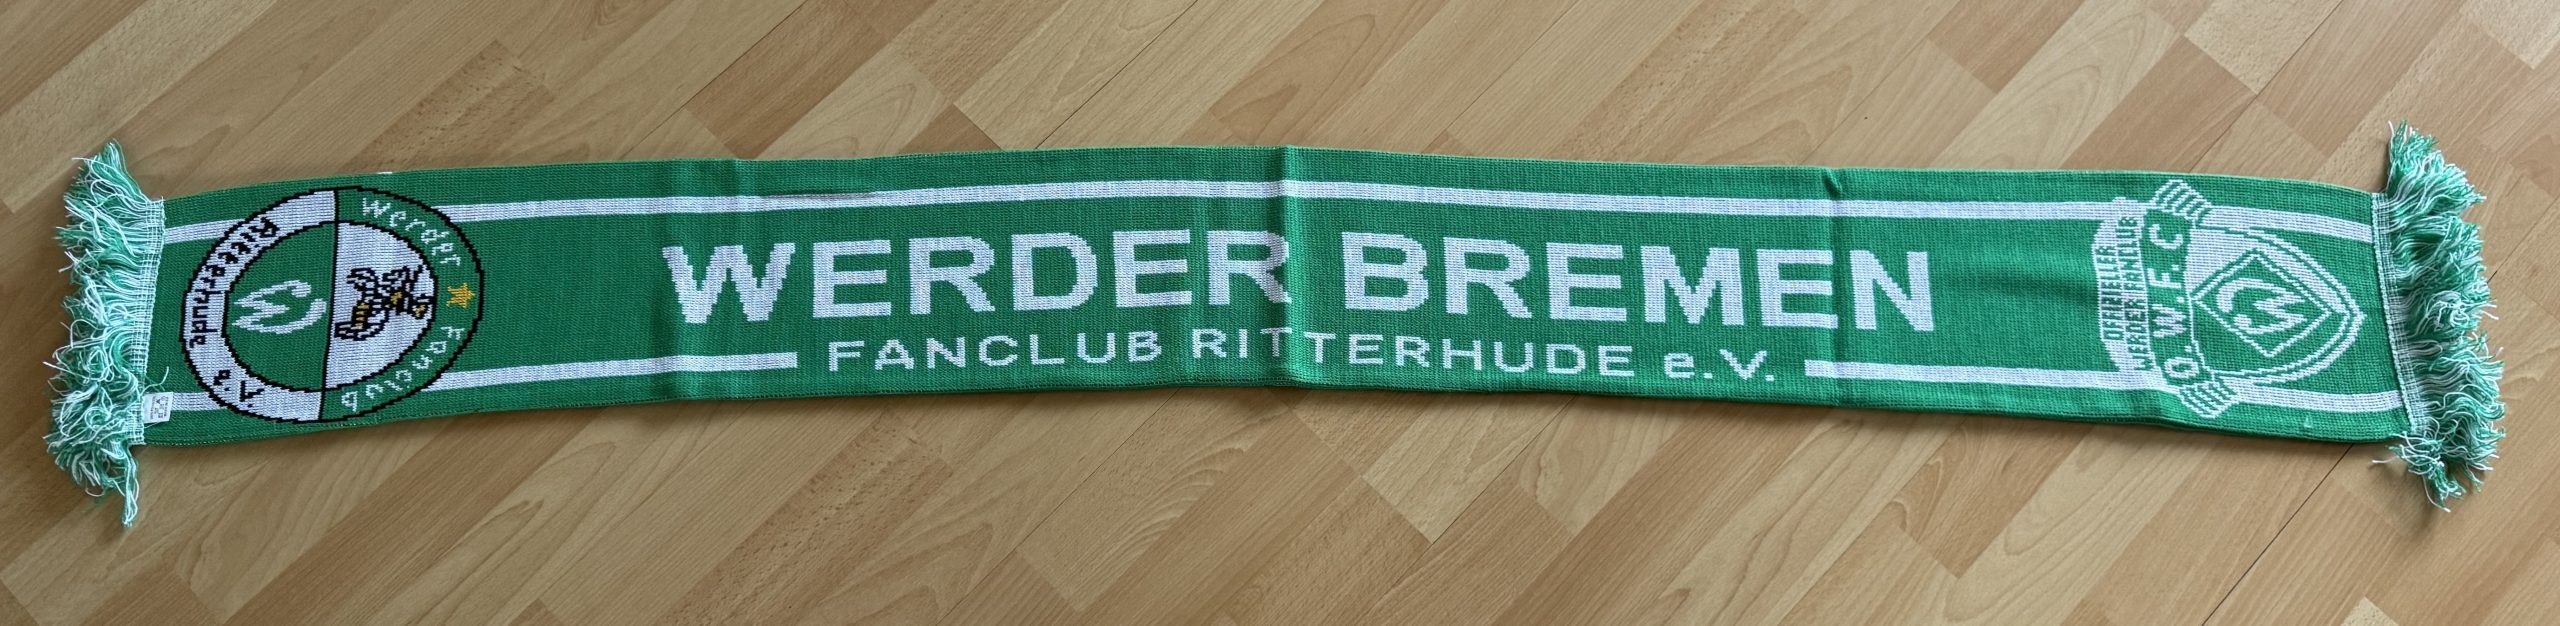 Werder Fanclub
Ritterhude e.V.
W
WERDER BREMEN
FANCLUB RITTERHUDE e.V.
OFFIZIELLER
WERDER FANCLUB
O.W.F.C.
W